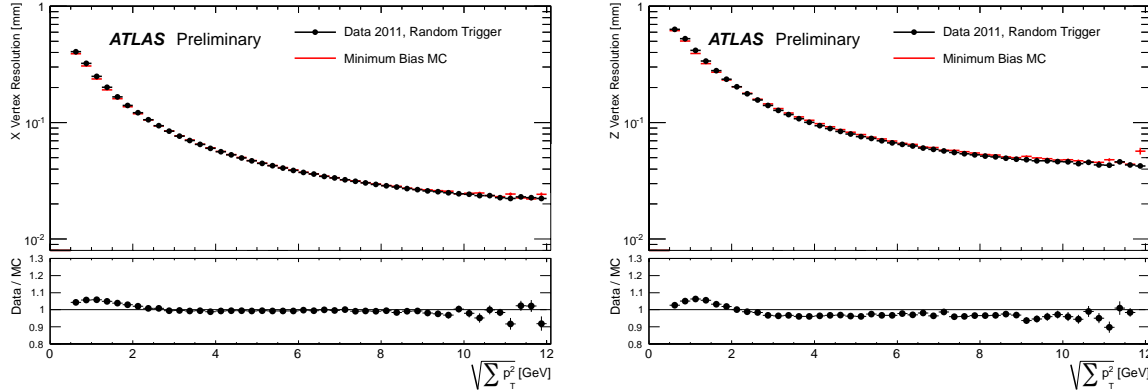 X Vertex Resolution [mm]
1
10⁻¹
10⁻²
ATLAS Preliminary
Data 2011, Random Trigger
Minimum Bias MC
Data / MC
1.3
1.2
1.1
1
0.9
0.8
0 2 4 6 8 10 12
√∑ p_T² [GeV]
Z Vertex Resolution [mm]
1
10⁻¹
10⁻²
ATLAS Preliminary
Data 2011, Random Trigger
Minimum Bias MC
Data / MC
1.3
1.2
1.1
1
0.9
0.8
0 2 4 6 8 10 12
√∑ p_T² [GeV]